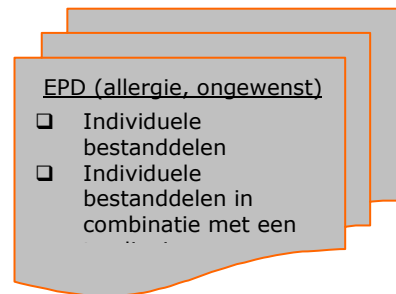 EPD (allergie, ongewenst)
❑ Individuele
bestanddelen
❑ Individuele
bestanddelen in
combinatie met een